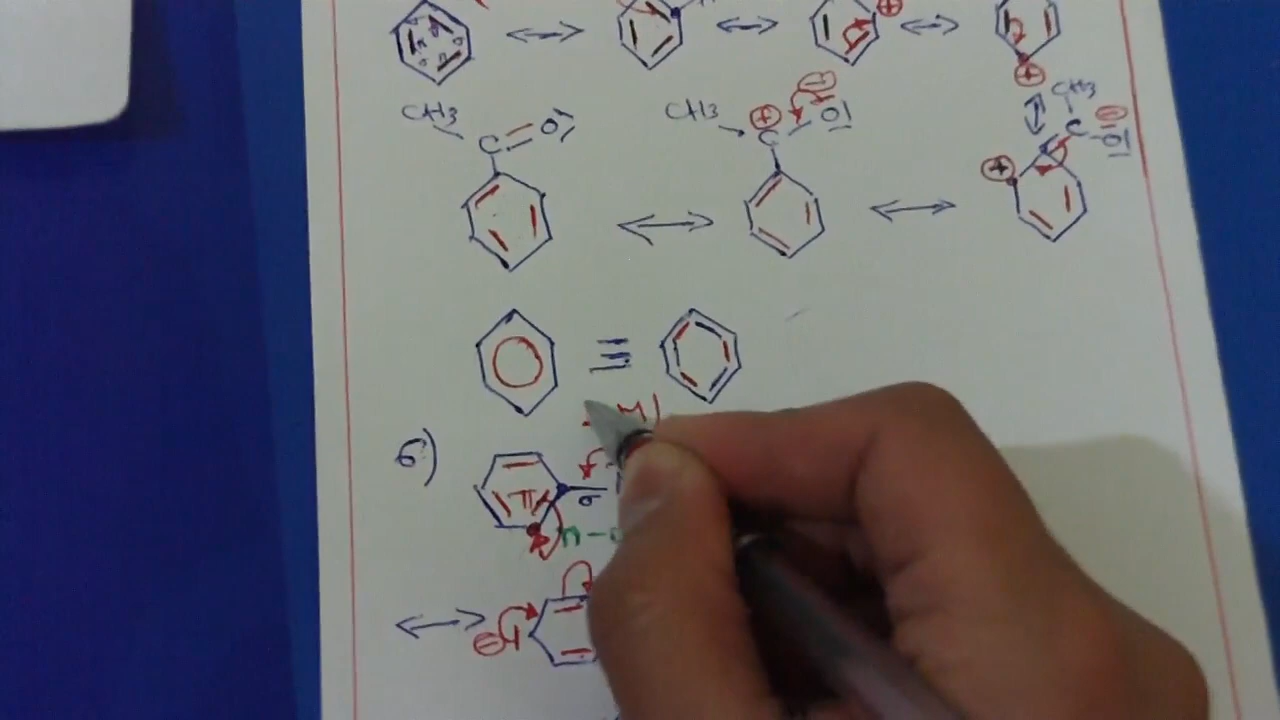 ⊕
⊕
CH3 C =O
CH3 ⊕ C -O ⊖
CH3 C -O ⊖
⊕
≡
+M)
6)
π σ
n-σ
⊖